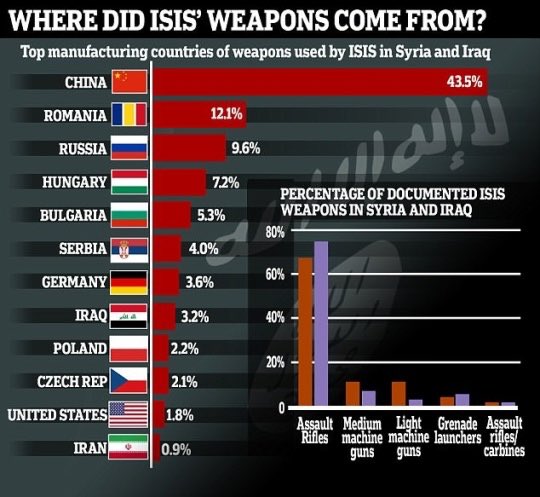 WHERE DID ISIS' WEAPONS COME FROM?
Top manufacturing countries of weapons used by ISIS in Syria and Iraq
CHINA 43.5%
ROMANIA 12.1%
RUSSIA 9.6%
HUNGARY 7.2%
BULGARIA 5.3%
SERBIA 4.0%
GERMANY 3.6%
IRAQ 3.2%
POLAND 2.2%
CZECH REP 2.1%
UNITED STATES 1.8%
IRAN 0.9%
PERCENTAGE OF DOCUMENTED ISIS
WEAPONS IN SYRIA AND IRAQ
80%
60%
40%
20%
0
Assault
Rifles
Medium
machine
guns
Light
machine
guns
Grenade
launchers
Assault
rifles/
carbines